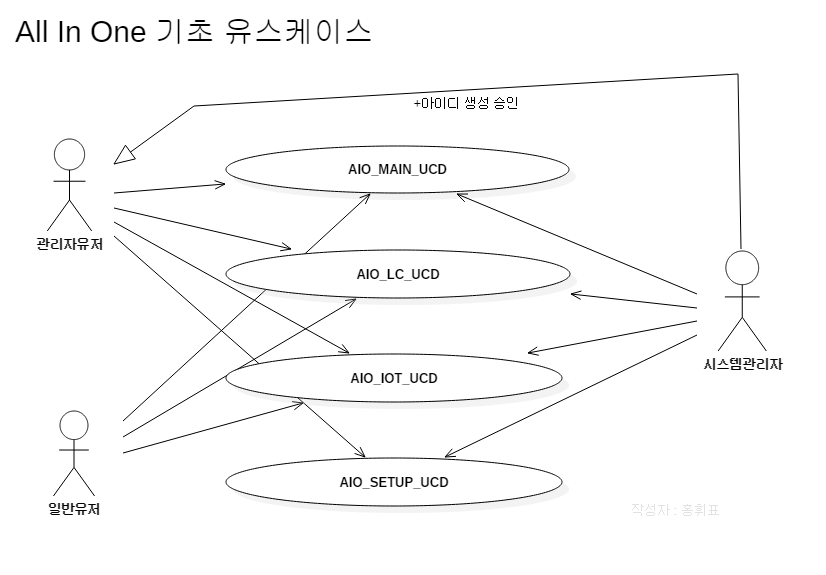 All In One 기초 유스케이스
+아이디 생성 승인
AIO_MAIN_UCD
관리자유저
AIO_LC_UCD
시스템관리자
AIO_IOT_UCD
AIO_SETUP_UCD
일반유저
작성자 : 홍휘표